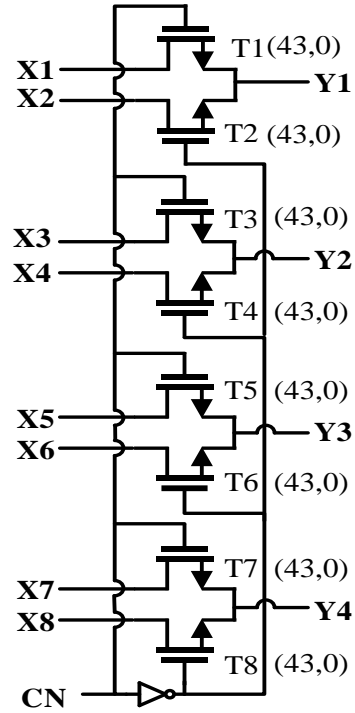 T1 (43,0)
X1
X2
Y1
T2 (43,0)
T3 (43,0)
X3
X4
Y2
T4 (43,0)
T5 (43,0)
X5
X6
Y3
T6 (43,0)
T7 (43,0)
X7
X8
Y4
T8 (43,0)
CN